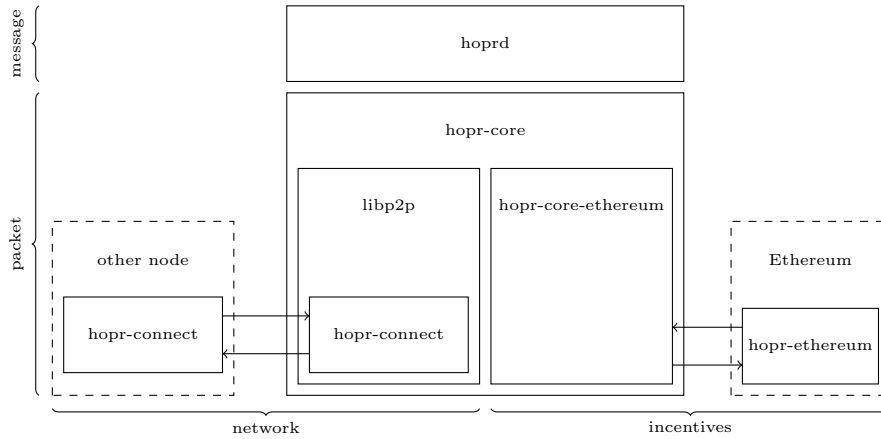 message
hoprd
packet
hopr-core
libp2p
hopr-core-ethereum
other node
Ethereum
hopr-connect
hopr-connect
hopr-ethereum
network
incentives